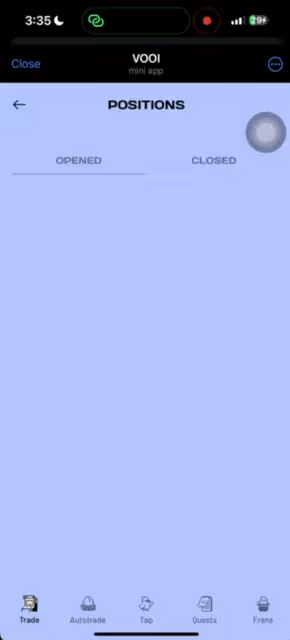 3:35
29+
Close
VOOI
mini app
POSITIONS
OPENED
CLOSED
Trade
Autotrade
Tap
Quests
Frens